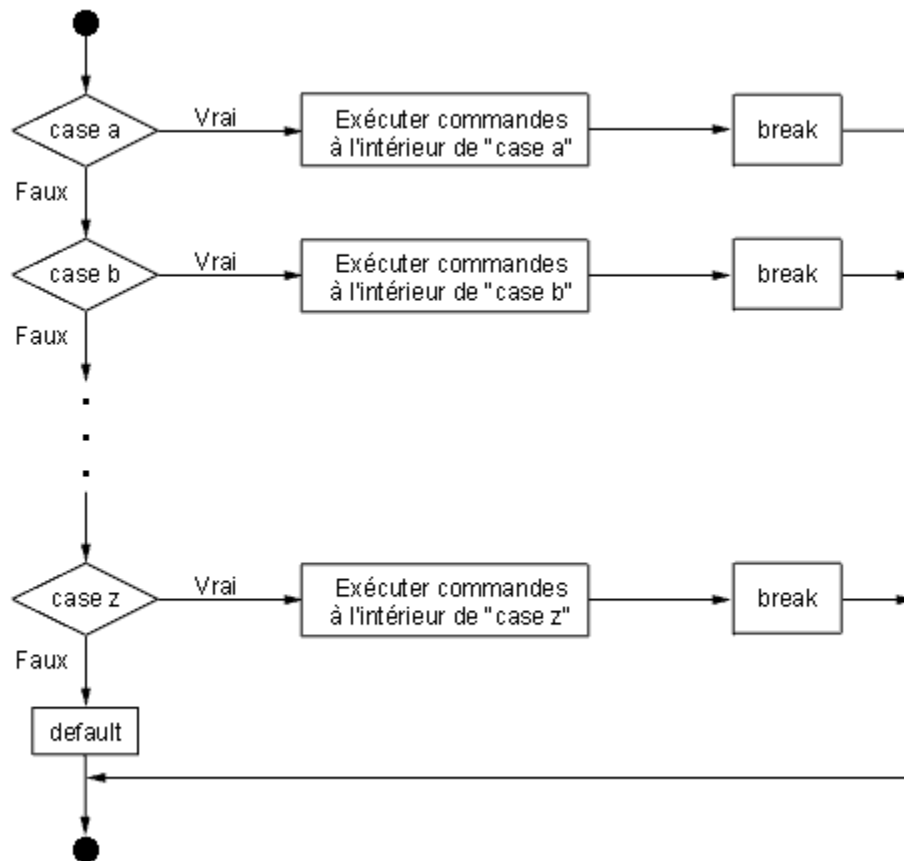 case a
Vrai
Exécuter commandes
à l'intérieur de "case a"
break
Faux
case b
Vrai
Exécuter commandes
à l'intérieur de "case b"
break
Faux
case z
Vrai
Exécuter commandes
à l'intérieur de "case z"
break
Faux
default